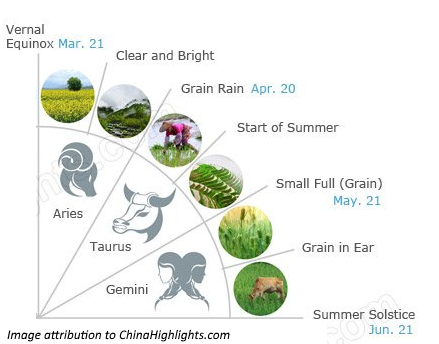 Vernal
Equinox Mar. 21
Clear and Bright
Grain Rain Apr. 20
Start of Summer
Small Full (Grain)
May. 21
Grain in Ear
Summer Solstice
Jun. 21
Aries
Taurus
Gemini
Image attribution to ChinaHighlights.com